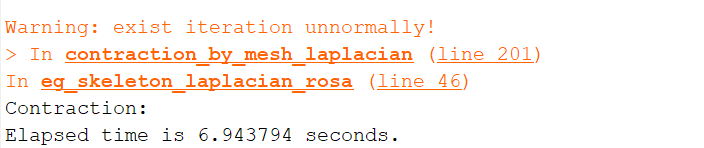 Warning: exist iteration unnormally!
> In contraction_by_mesh_laplacian (line 201)
In eg_skeleton_laplacian_rosa (line 46)
Contraction:
Elapsed time is 6.943794 seconds.